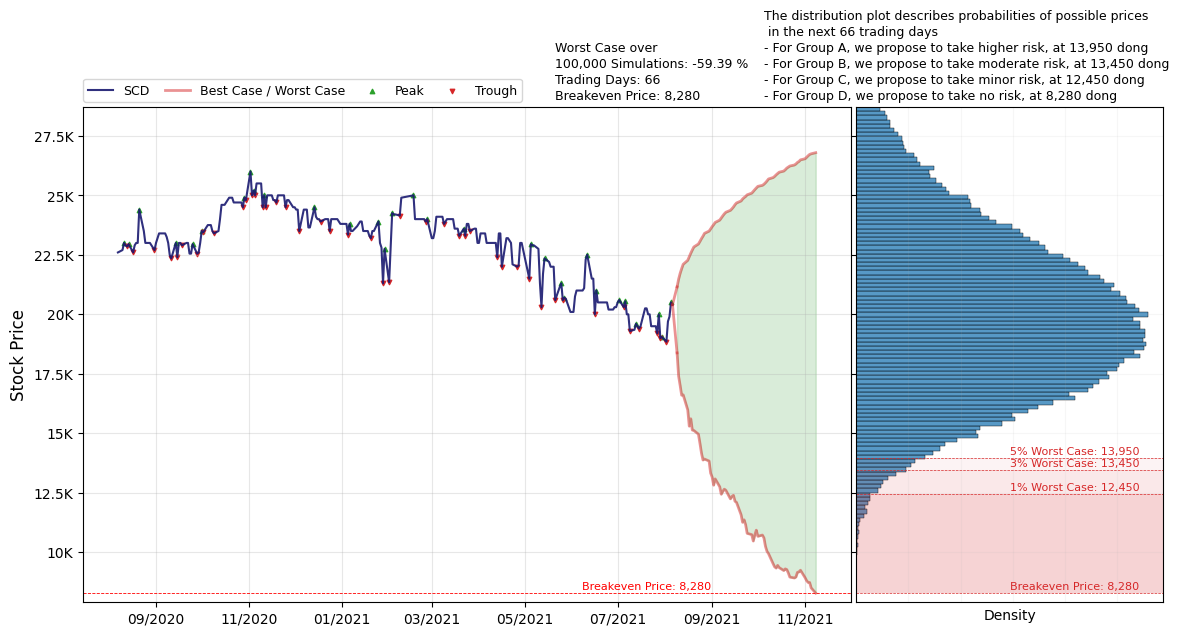 The distribution plot describes probabilities of possible prices
in the next 66 trading days
- For Group A, we propose to take higher risk, at 13,950 dong
- For Group B, we propose to take moderate risk, at 13,450 dong
- For Group C, we propose to take minor risk, at 12,450 dong
- For Group D, we propose to take no risk, at 8,280 dong
Worst Case over
100,000 Simulations: -59.39 %
Trading Days: 66
Breakeven Price: 8,280
SCD
Best Case / Worst Case
Peak
Trough
Stock Price
27.5K
25K
22.5K
20K
17.5K
15K
12.5K
10K
Breakeven Price: 8,280
09/2020
11/2020
01/2021
03/2021
05/2021
07/2021
09/2021
11/2021
5% Worst Case: 13,950
3% Worst Case: 13,450
1% Worst Case: 12,450
Breakeven Price: 8,280
Density